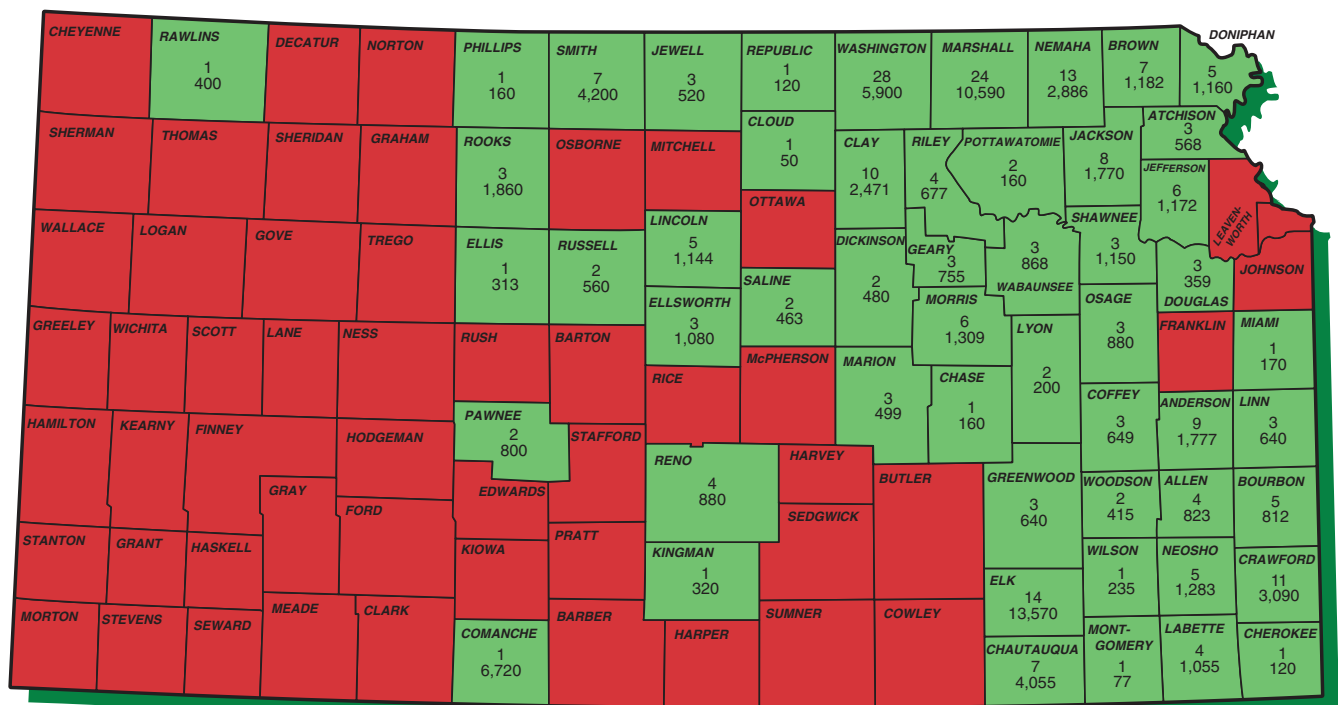 CHEYENNE
RAWLINS
1
400
DECATUR
NORTON
PHILLIPS
1
160
SMITH
7
4,200
JEWELL
3
520
REPUBLIC
1
120
WASHINGTON
28
5,900
MARSHALL
24
10,590
NEMAHA
13
2,886
BROWN
7
1,182
DONIPHAN
5
1,160
SHERMAN
THOMAS
SHERIDAN
GRAHAM
ROOKS
3
1,860
OSBORNE
MITCHELL
CLOUD
1
50
CLAY
10
2,471
RILEY
4
677
POTTAWATOMIE
2
160
JACKSON
8
1,770
ATCHISON
3
568
JEFFERSON
6
1,172
LEAVEN-
WORTH
WALLACE
LOGAN
GOVE
TREGO
ELLIS
1
313
RUSSELL
2
560
LINCOLN
5
1,144
OTTAWA
DICKINSON
2
480
GEARY
3
755
3
868
WABAUNSEE
SHAWNEE
3
1,150
3
359
DOUGLAS
JOHNSON
ELLSWORTH
3
1,080
SALINE
2
463
MORRIS
6
1,309
LYON
2
200
OSAGE
3
880
FRANKLIN
MIAMI
1
170
GREELEY
WICHITA
SCOTT
LANE
NESS
RUSH
BARTON
RICE
McPHERSON
MARION
3
499
CHASE
1
160
COFFEY
3
649
ANDERSON
9
1,777
LINN
3
640
HAMILTON
KEARNY
FINNEY
HODGEMAN
PAWNEE
2
800
STAFFORD
RENO
4
880
HARVEY
BUTLER
GREENWOOD
3
640
WOODSON
2
415
ALLEN
4
823
BOURBON
5
812
GRAY
FORD
EDWARDS
SEDGWICK
STANTON
GRANT
HASKELL
KIOWA
PRATT
KINGMAN
1
320
ELK
14
13,570
WILSON
1
235
NEOSHO
5
1,283
CRAWFORD
11
3,090
MORTON
STEVENS
SEWARD
MEADE
CLARK
COMANCHE
1
6,720
BARBER
HARPER
SUMNER
COWLEY
CHAUTAUQUA
7
4,055
MONT-
GOMERY
1
77
LABETTE
4
1,055
CHEROKEE
1
120